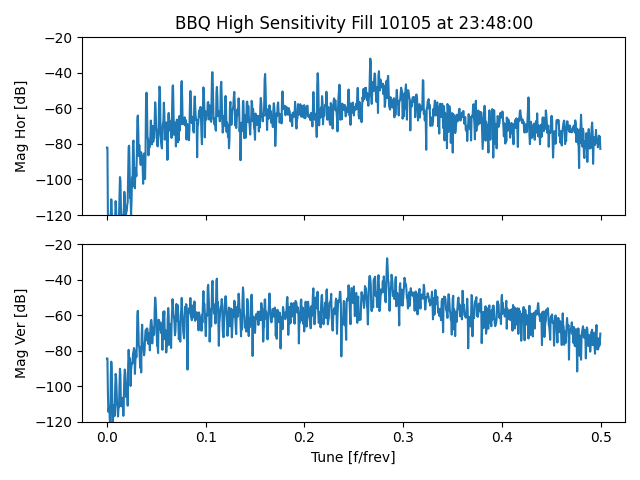 BBQ High Sensitivity Fill 10105 at 23:48:00
Mag Hor [dB]
−20
−40
−60
−80
−100
−120
Mag Ver [dB]
−20
−40
−60
−80
−100
−120
0.0 0.1 0.2 0.3 0.4 0.5
Tune [f/frev]